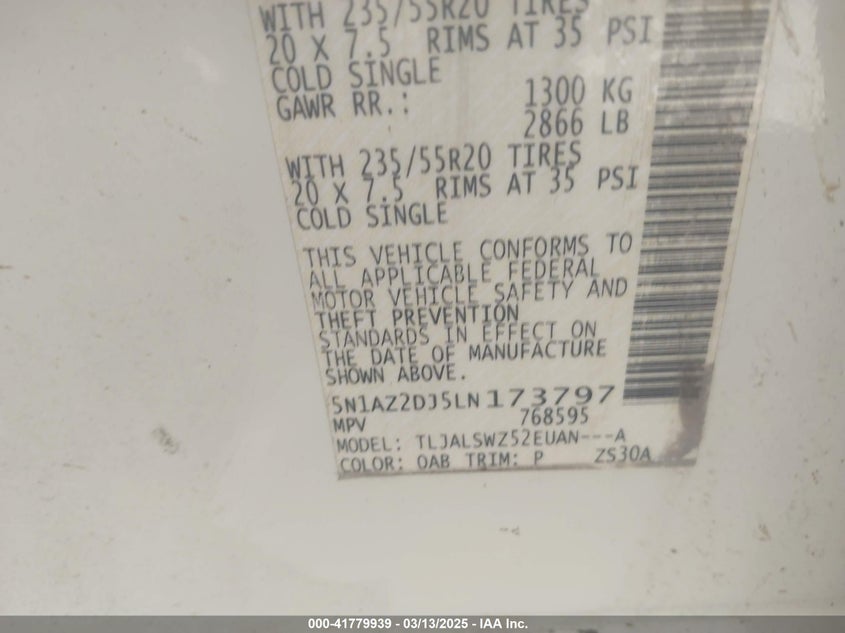 WITH 235/55R20 TIRES
20 X 7.5 RIMS AT 35 PSI
COLD SINGLE
GAWR RR.: 1300 KG
2866 LB
WITH 235/55R20 TIRES
20 X 7.5 RIMS AT 35 PSI
COLD SINGLE
THIS VEHICLE CONFORMS TO
ALL APPLICABLE FEDERAL
MOTOR VEHICLE SAFETY AND
THEFT PREVENTION
STANDARDS IN EFFECT ON
THE DATE OF MANUFACTURE
SHOWN ABOVE.
5N1AZ2DJ5LN173797
MPV 768595
MODEL: TLJALSWZ52EUAN---A
COLOR: QAB TRIM: P ZS30A
000-41779939 - 03/13/2025 - IAA Inc.